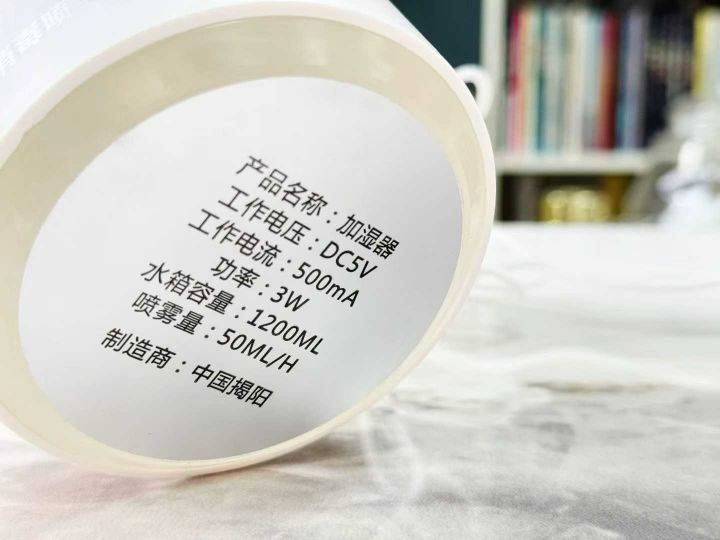 产品名称：加湿器
工作电压：DC5V
工作电流：500mA
功率：3W
水箱容量：1200ML
喷雾量：50ML/H
制造商：中国揭阳